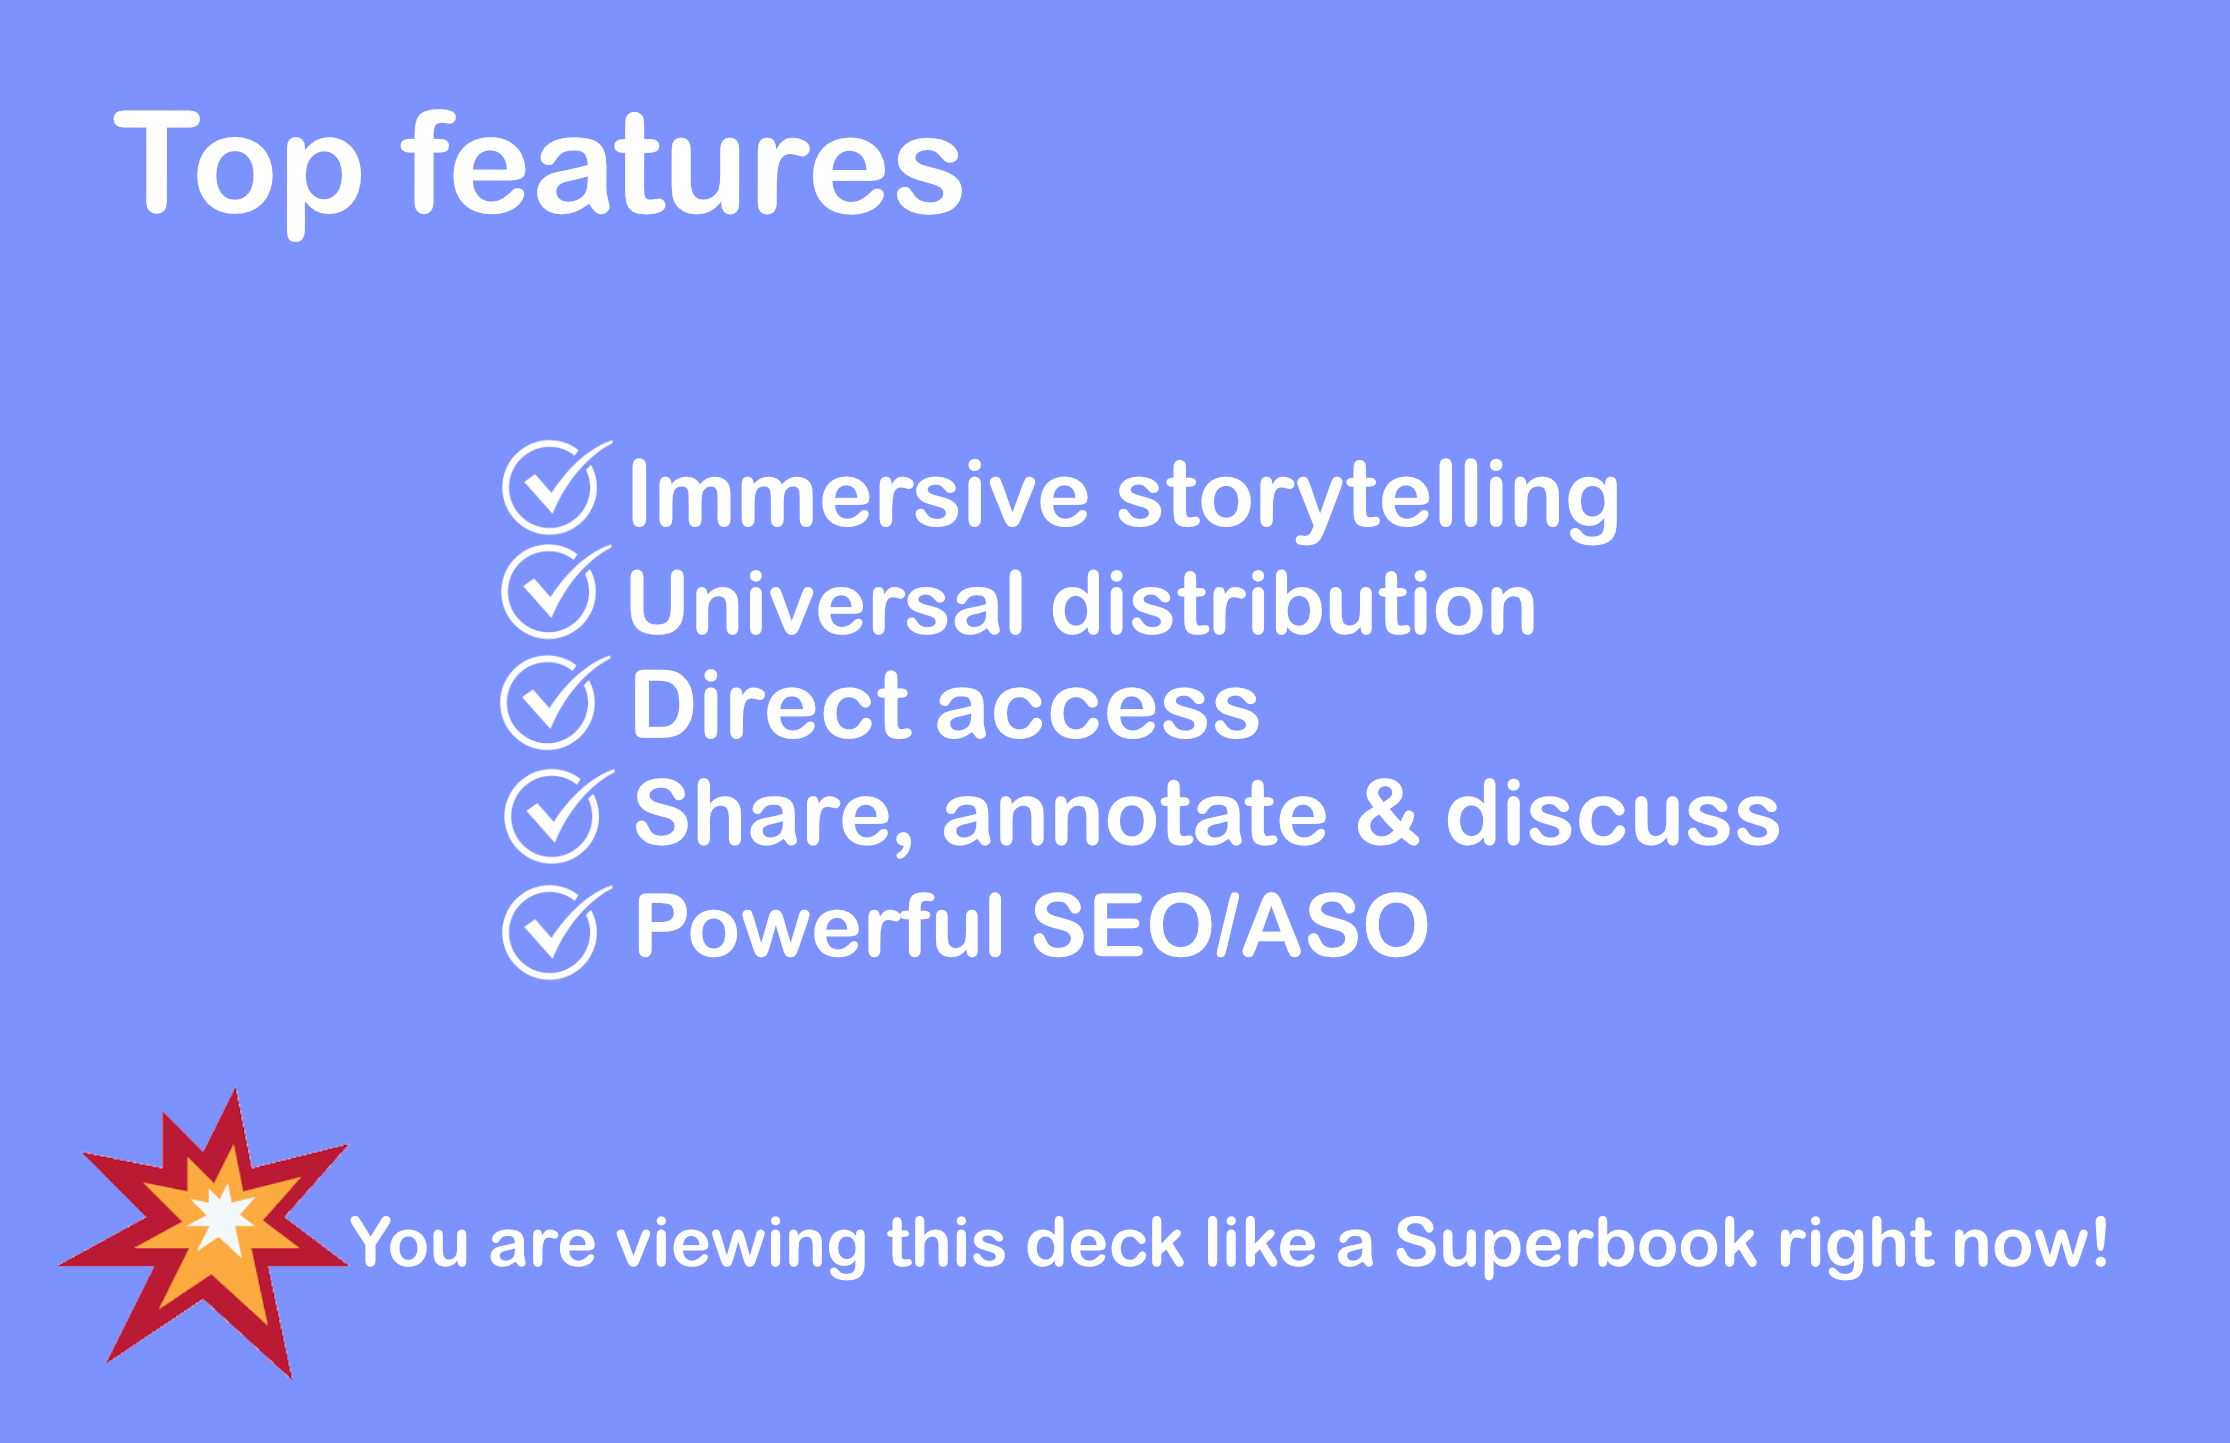 Top features
Immersive storytelling
Universal distribution
Direct access
Share, annotate & discuss
Powerful SEO/ASO
You are viewing this deck like a Superbook right now!